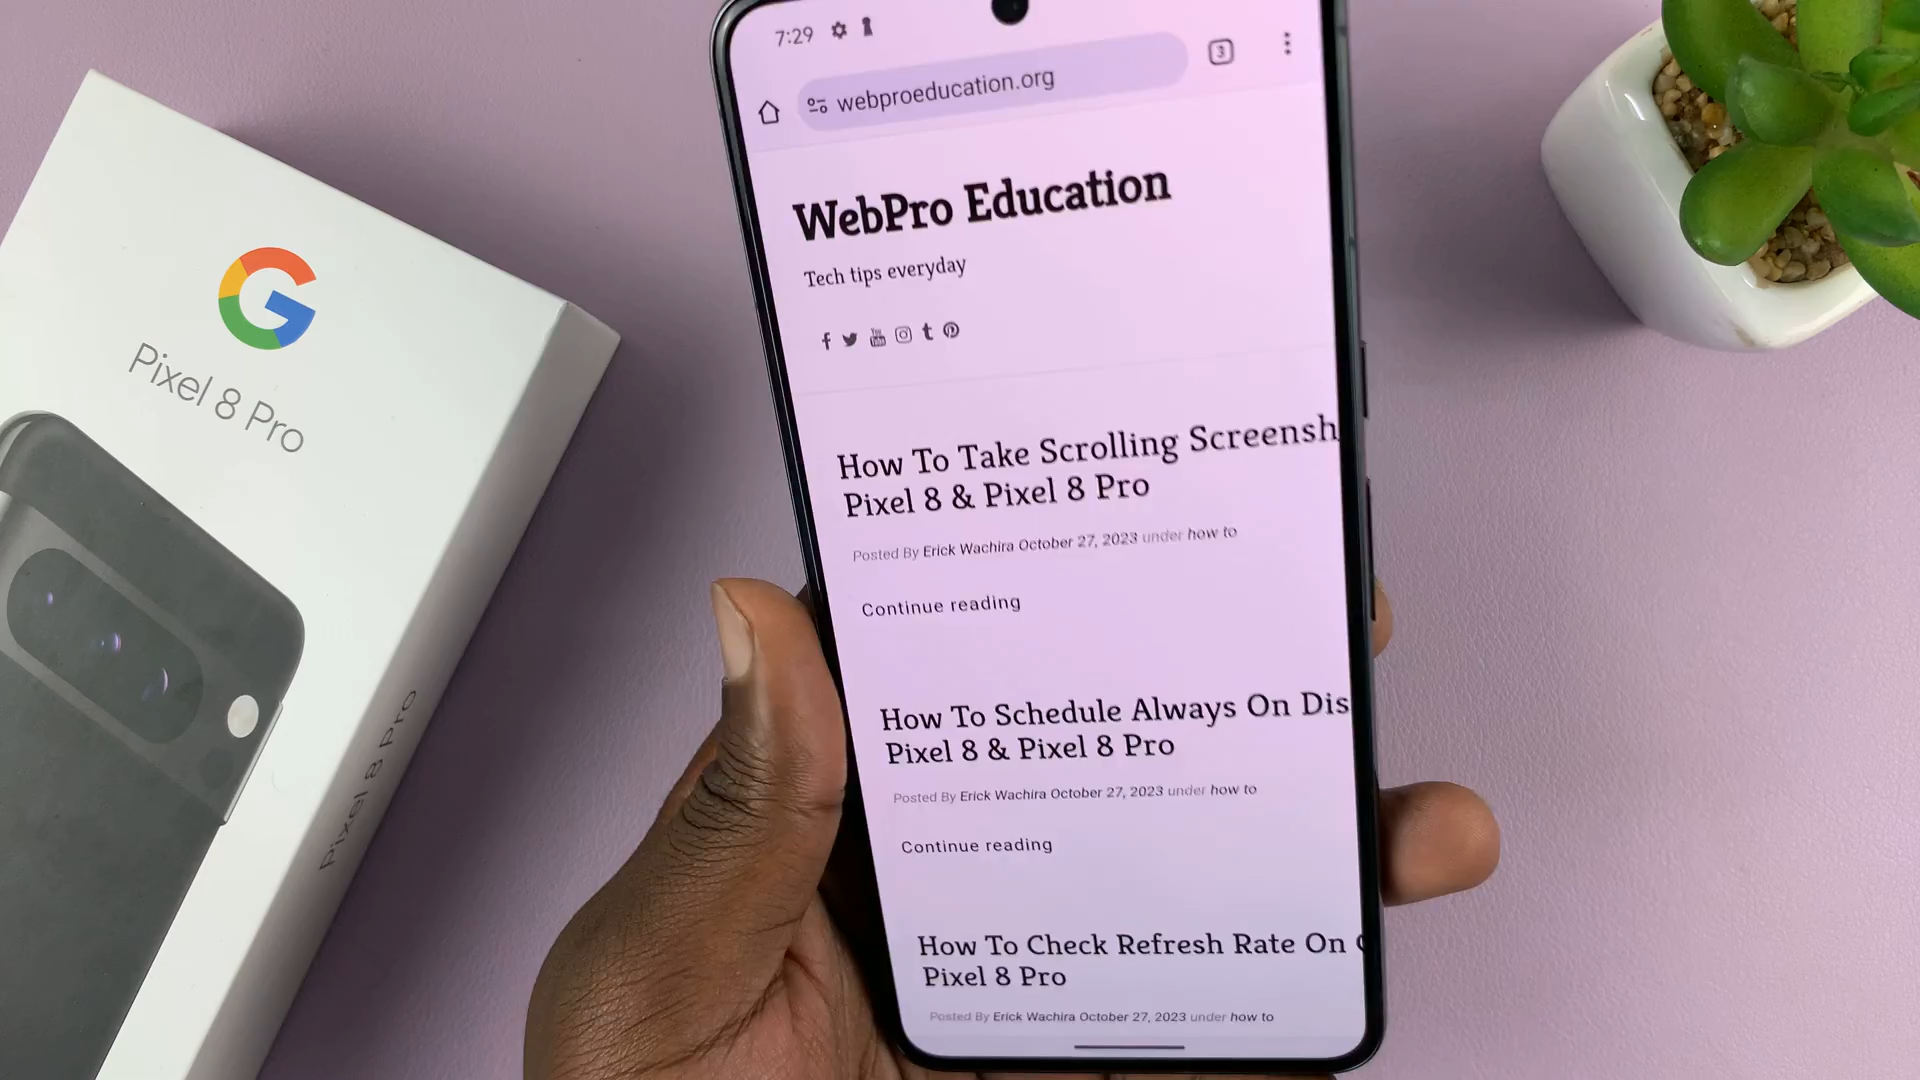 7:29
3
webproeducation.org
WebPro Education
Tech tips everyday
How To Take Scrolling Screensh
Pixel 8 & Pixel 8 Pro
Posted By Erick Wachira October 27, 2023 under how to
Continue reading
How To Schedule Always On Dis
Pixel 8 & Pixel 8 Pro
Posted By Erick Wachira October 27, 2023 under how to
Continue reading
How To Check Refresh Rate On
Pixel 8 Pro
Posted By Erick Wachira October 27, 2023 under how to
G
Pixel 8 Pro
Pixel 8 Pro